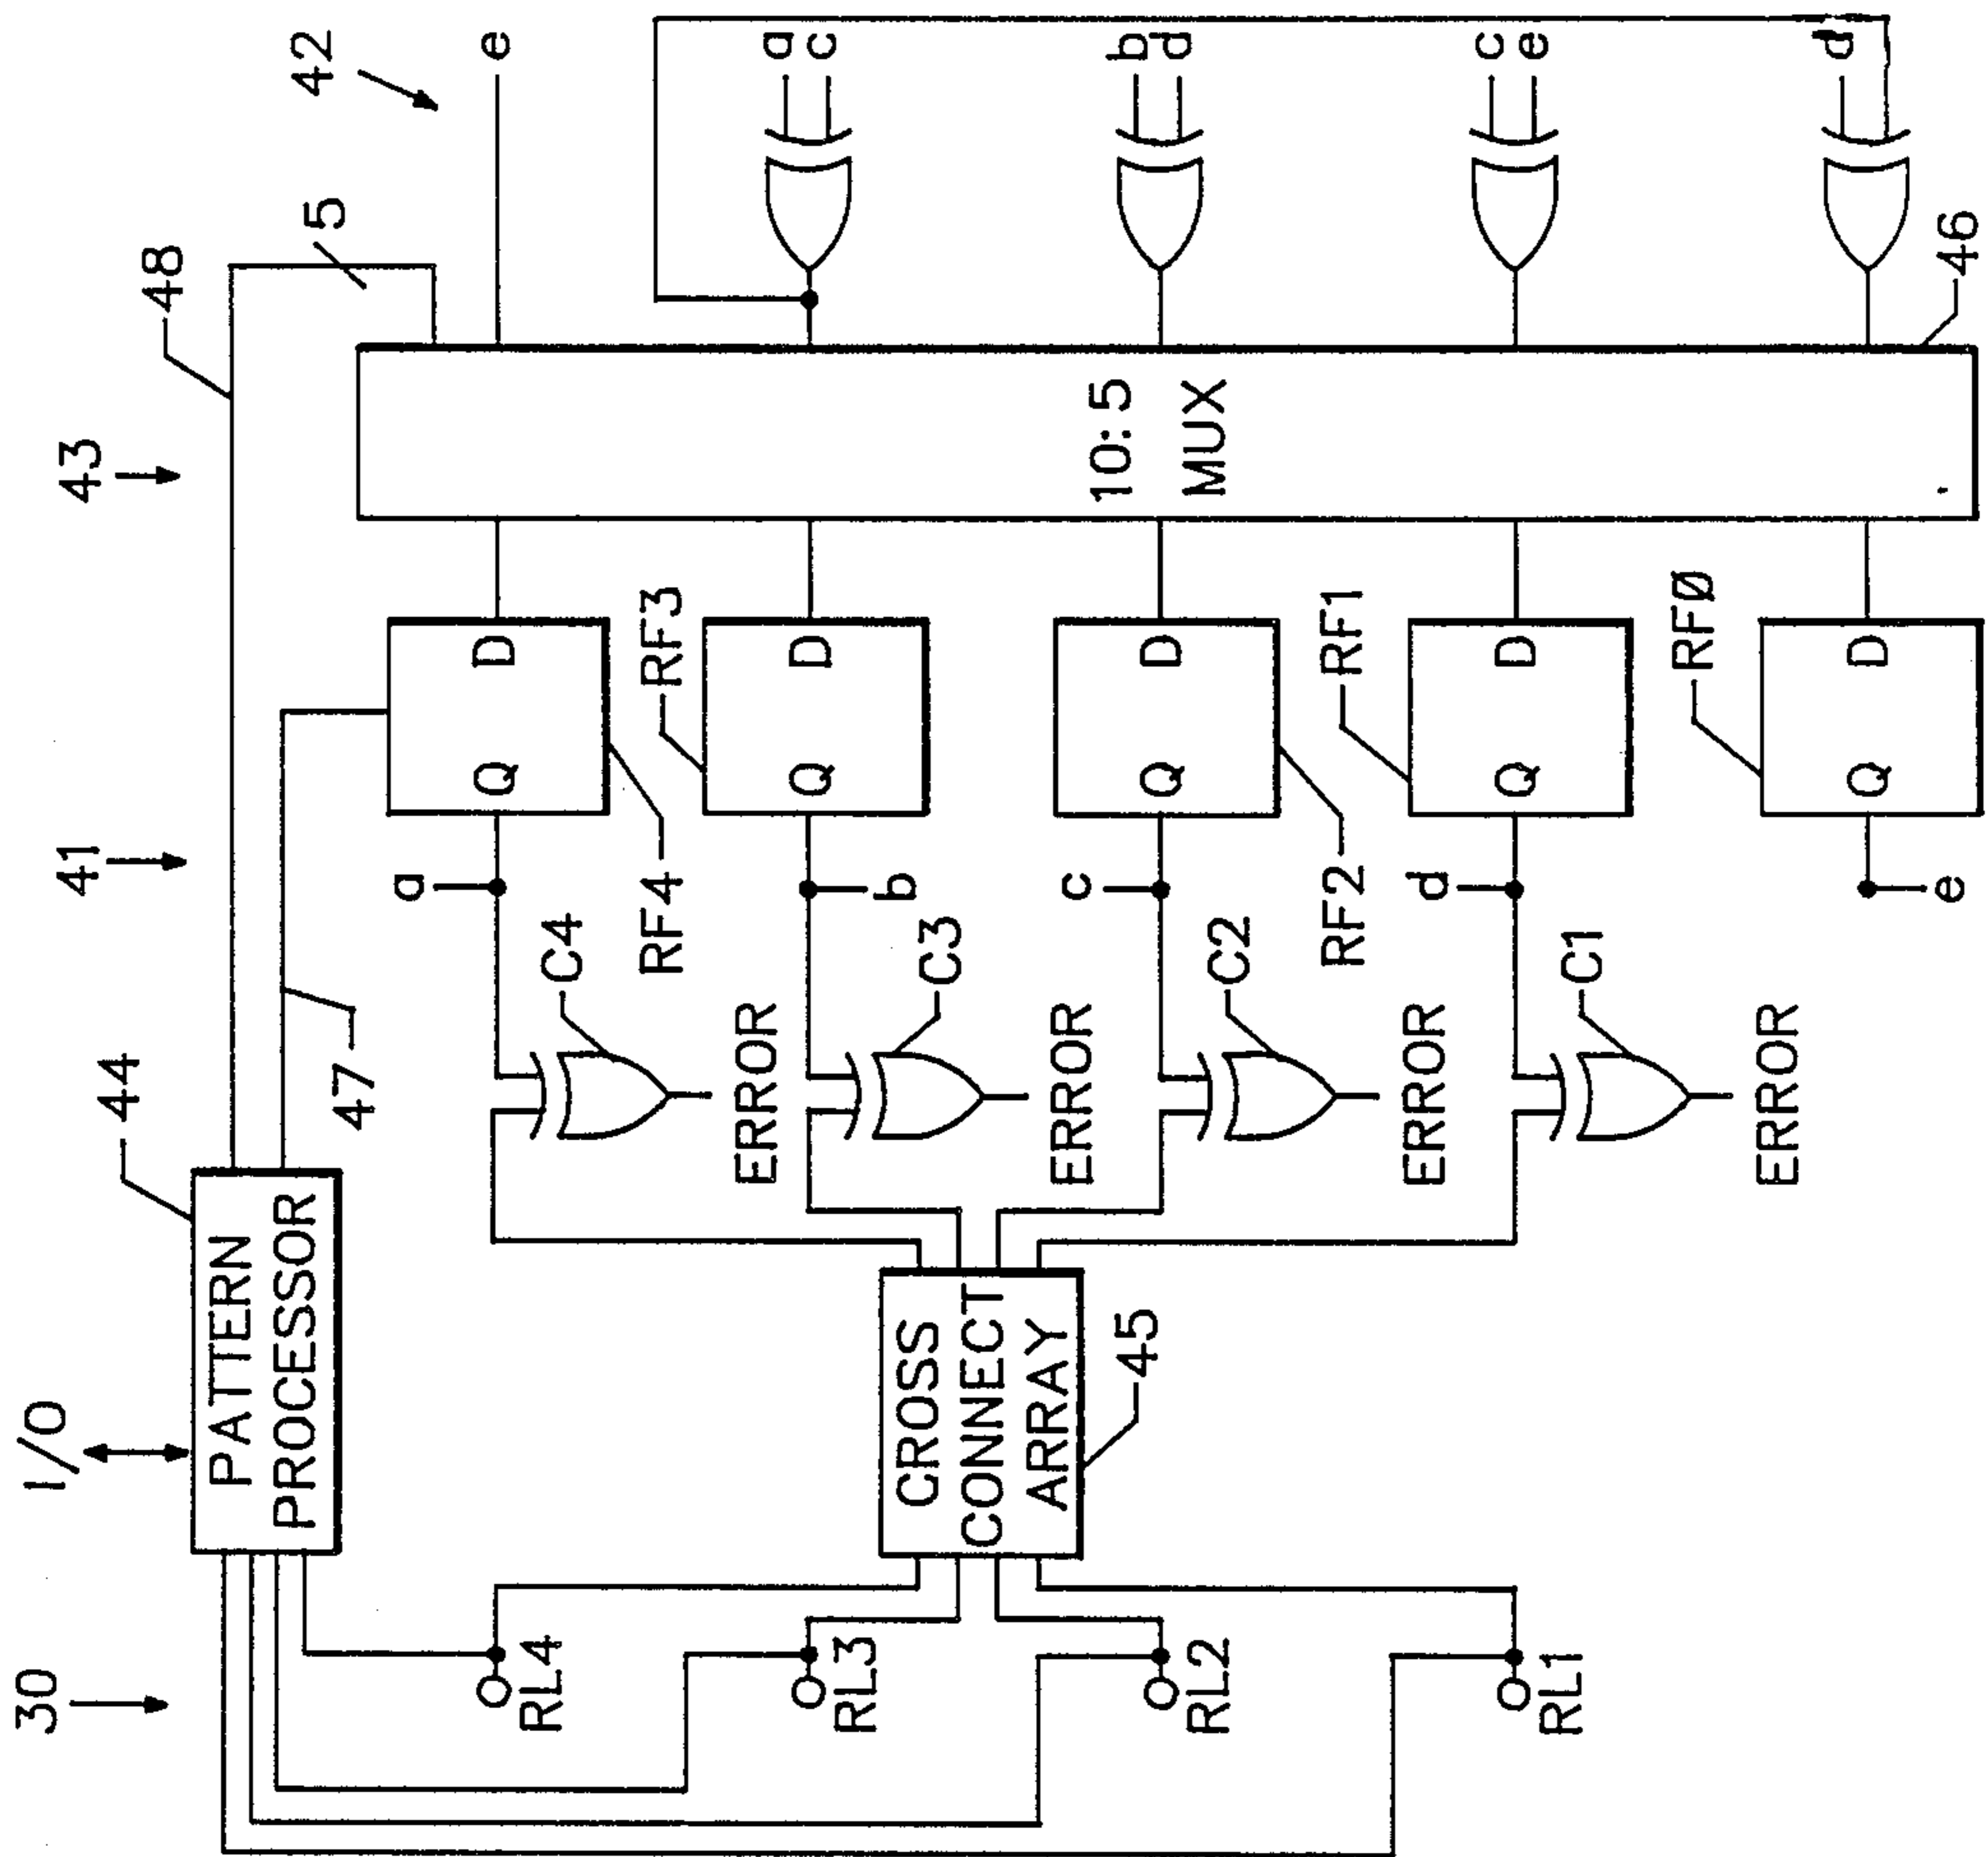 30
I/O
44
41
43
48
42
PATTERN
PROCESSOR
47
5
e
a
c
b
d
c
e
d
10:5
MUX
46
D
Q
RF4
D
Q
RF3
D
Q
RF2
D
Q
RF1
D
Q
RFØ
a
b
c
d
e
C4
ERROR
C3
ERROR
C2
ERROR
C1
ERROR
CROSS
CONNECT
ARRAY
45
RL4
RL3
RL2
RL1